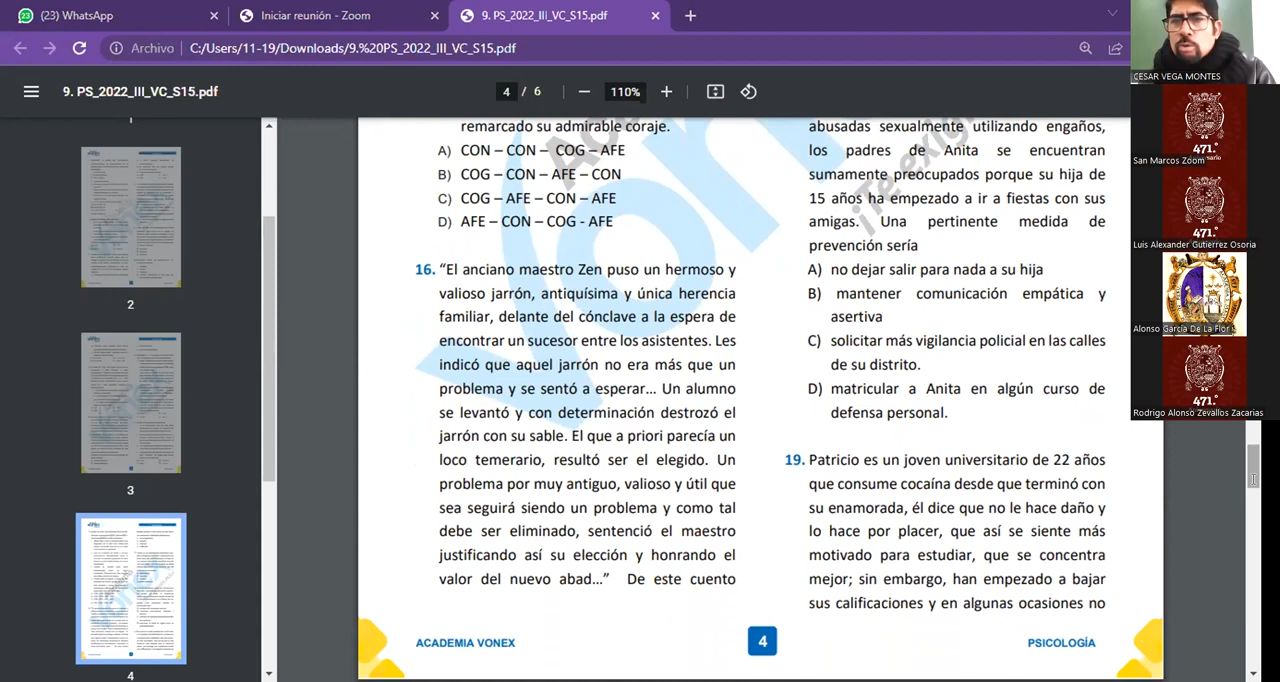 (23) WhatsApp
Iniciar reunión - Zoom
9. PS_2022_III_VC_S15.pdf
Archivo
C:/Users/11-19/Downloads/9.%20PS_2022_III_VC_S15.pdf
9. PS_2022_III_VC_S15.pdf
4 / 6
110%
2
3
4
remarcado su admirable coraje.
A) CON – CON – COG – AFE
B) COG – CON – AFE – CON
C) COG – AFE – CON – AFE
D) AFE – CON – COG - AFE
16. “El anciano maestro Zen puso un hermoso y
valioso jarrón, antiquísima y única herencia
familiar, delante del cónclave a la espera de
encontrar un sucesor entre los asistentes. Les
indicó que aquel jarrón no era más que un
problema y se sentó a esperar... Un alumno
se levantó y con determinación destrozó el
jarrón con su sable. El que a priori parecía un
loco temerario, resultó ser el elegido. Un
problema por muy antiguo, valioso y útil que
sea seguirá siendo un problema y como tal
debe ser eliminado, sentenció el maestro
justificando así su elección y honrando el
valor del nuevo abad...” De este cuento
abusadas sexualmente utilizando engaños,
los padres de Anita se encuentran
sumamente preocupados porque su hija de
15 años ha empezado a ir a fiestas con sus
amigas. Una pertinente medida de
prevención sería
A) no dejar salir para nada a su hija
B) mantener comunicación empática y
asertiva
C) solicitar más vigilancia policial en las calles
de su distrito.
D) matricular a Anita en algún curso de
defensa personal.
19. Patricio es un joven universitario de 22 años
que consume cocaína desde que terminó con
su enamorada, él dice que no le hace daño y
lo hace por placer, que así se siente más
motivado para estudiar, que se concentra
mejor; sin embargo, han empezado a bajar
sus calificaciones y en algunas ocasiones no
ACADEMIA VONEX
4
PSICOLOGÍA
CESAR VEGA MONTES
471.ª
San Marcos Zoom
471.ª
Luis Alexander Gutierrez Osoria
Alonso García De La Flor
471.ª
Rodrigo Alonso Zevallos Zacarias